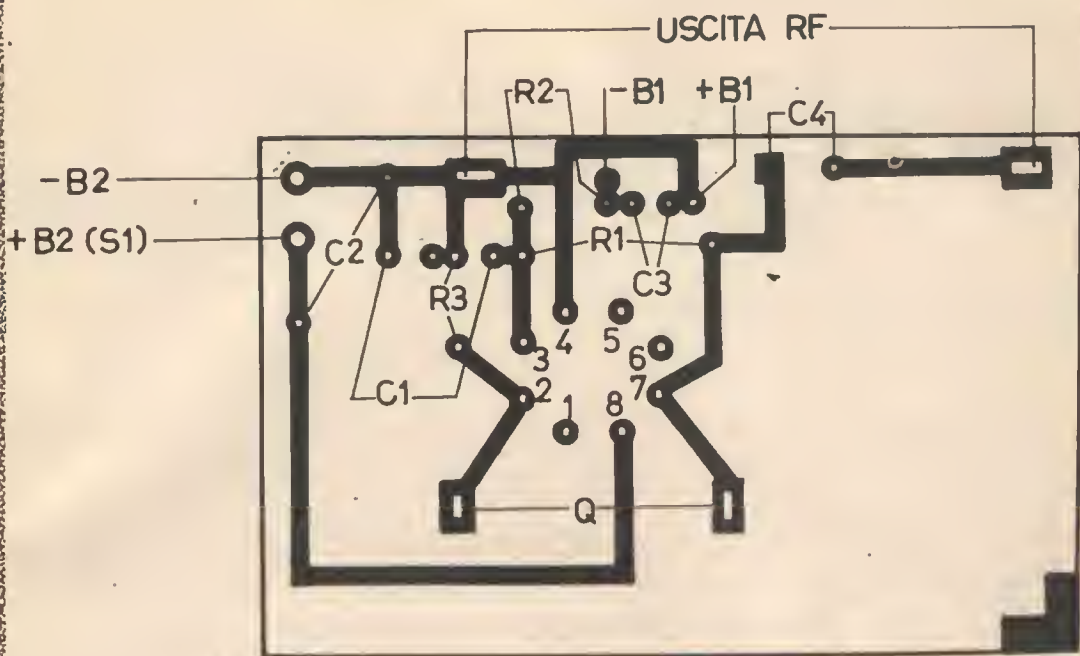 USCITA RF
R2 -B1 +B1
C4
-B2
+B2 (S1)
C2
R1
C3
R3
4 5
3 6
C1
2 7
1 8
Q